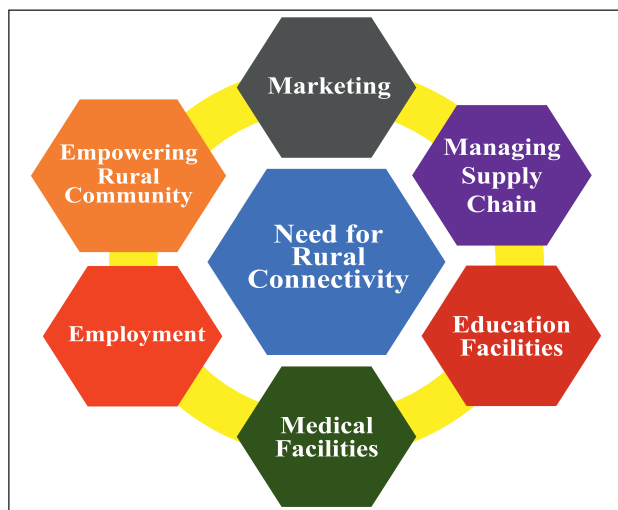 Marketing
Managing
Supply
Chain
Education
Facilities
Medical
Facilities
Employment
Empowering
Rural
Community
Need for
Rural
Connectivity